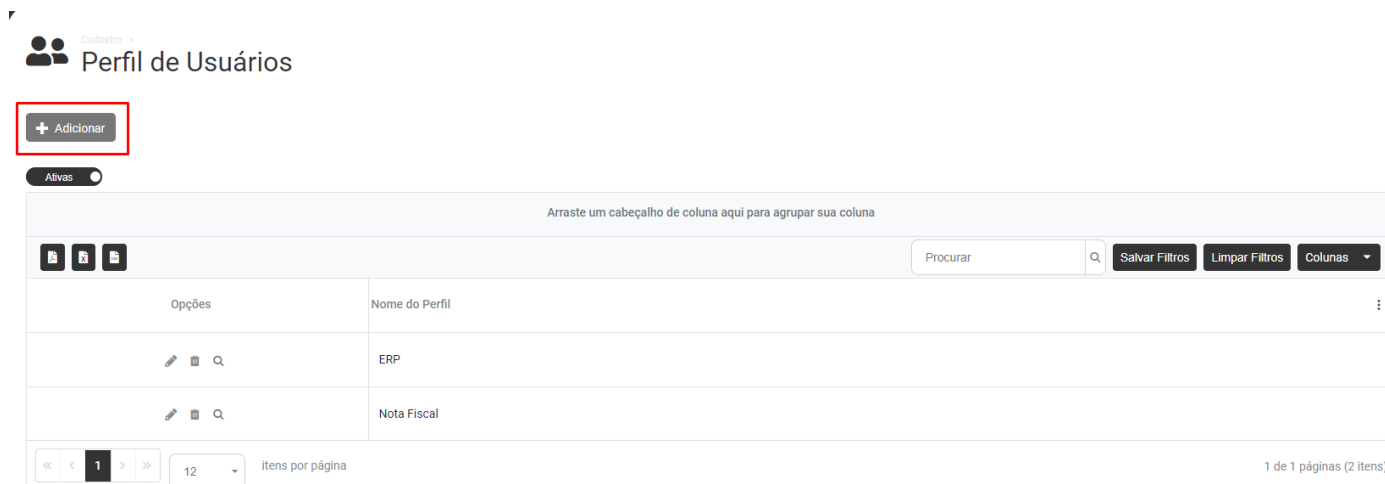 Cadastro >
Perfil de Usuários
Adicionar
Ativas
Arraste um cabeçalho de coluna aqui para agrupar sua coluna
Procurar Salvar Filtros Limpar Filtros Colunas
Opções Nome do Perfil
ERP
Nota Fiscal
« < 1 > » 12 itens por página 1 de 1 páginas (2 itens)